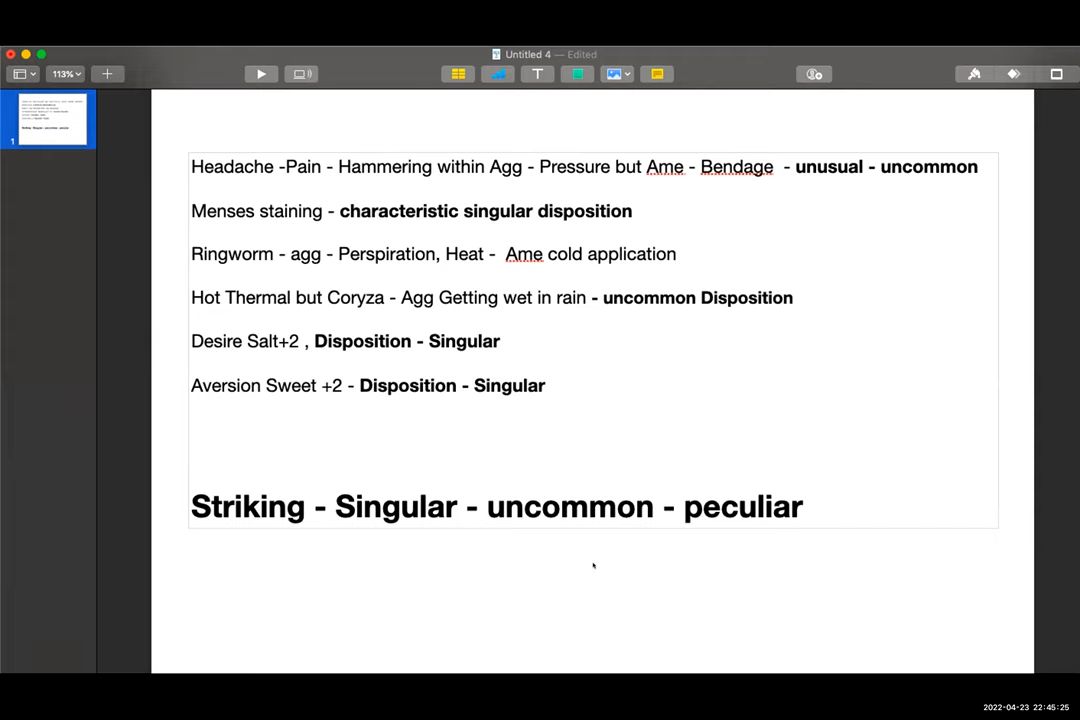 Untitled 4 — Edited
113%
1
Headache -Pain - Hammering within Agg - Pressure but Ame - Bendage - unusual - uncommon
Menses staining - characteristic singular disposition
Ringworm - agg - Perspiration, Heat - Ame cold application
Hot Thermal but Coryza - Agg Getting wet in rain - uncommon Disposition
Desire Salt+2 , Disposition - Singular
Aversion Sweet +2 - Disposition - Singular
Striking - Singular - uncommon - peculiar
2022-04-23 22:45:25